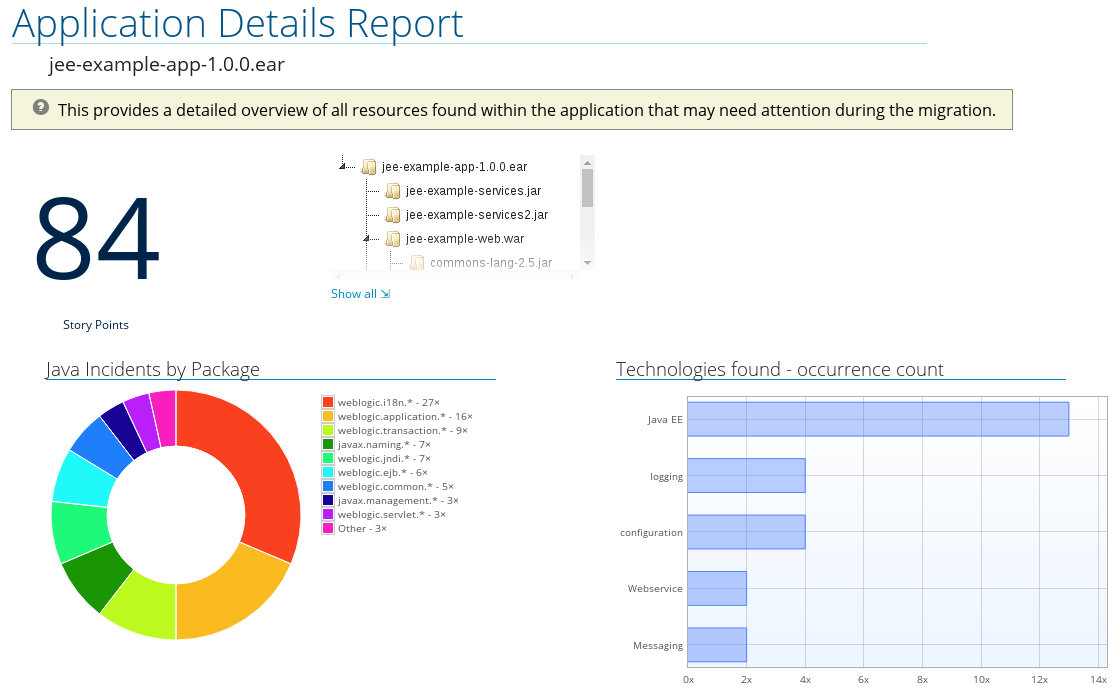 Application Details Report
jee-example-app-1.0.0.ear
? This provides a detailed overview of all resources found within the application that may need attention during the migration.
84
Story Points
jee-example-app-1.0.0.ear
jee-example-services.jar
jee-example-services2.jar
jee-example-web.war
commons-lang-2.5.jar
Show all
Java Incidents by Package
weblogic.i18n.* - 27×
weblogic.application.* - 16×
weblogic.transaction.* - 9×
javax.naming.* - 7×
weblogic.jndi.* - 7×
weblogic.ejb.* - 6×
weblogic.common.* - 5×
javax.management.* - 3×
weblogic.servlet.* - 3×
Other - 3×
Technologies found - occurrence count
Java EE
logging
configuration
Webservice
Messaging
0x 2x 4x 6x 8x 10x 12x 14x